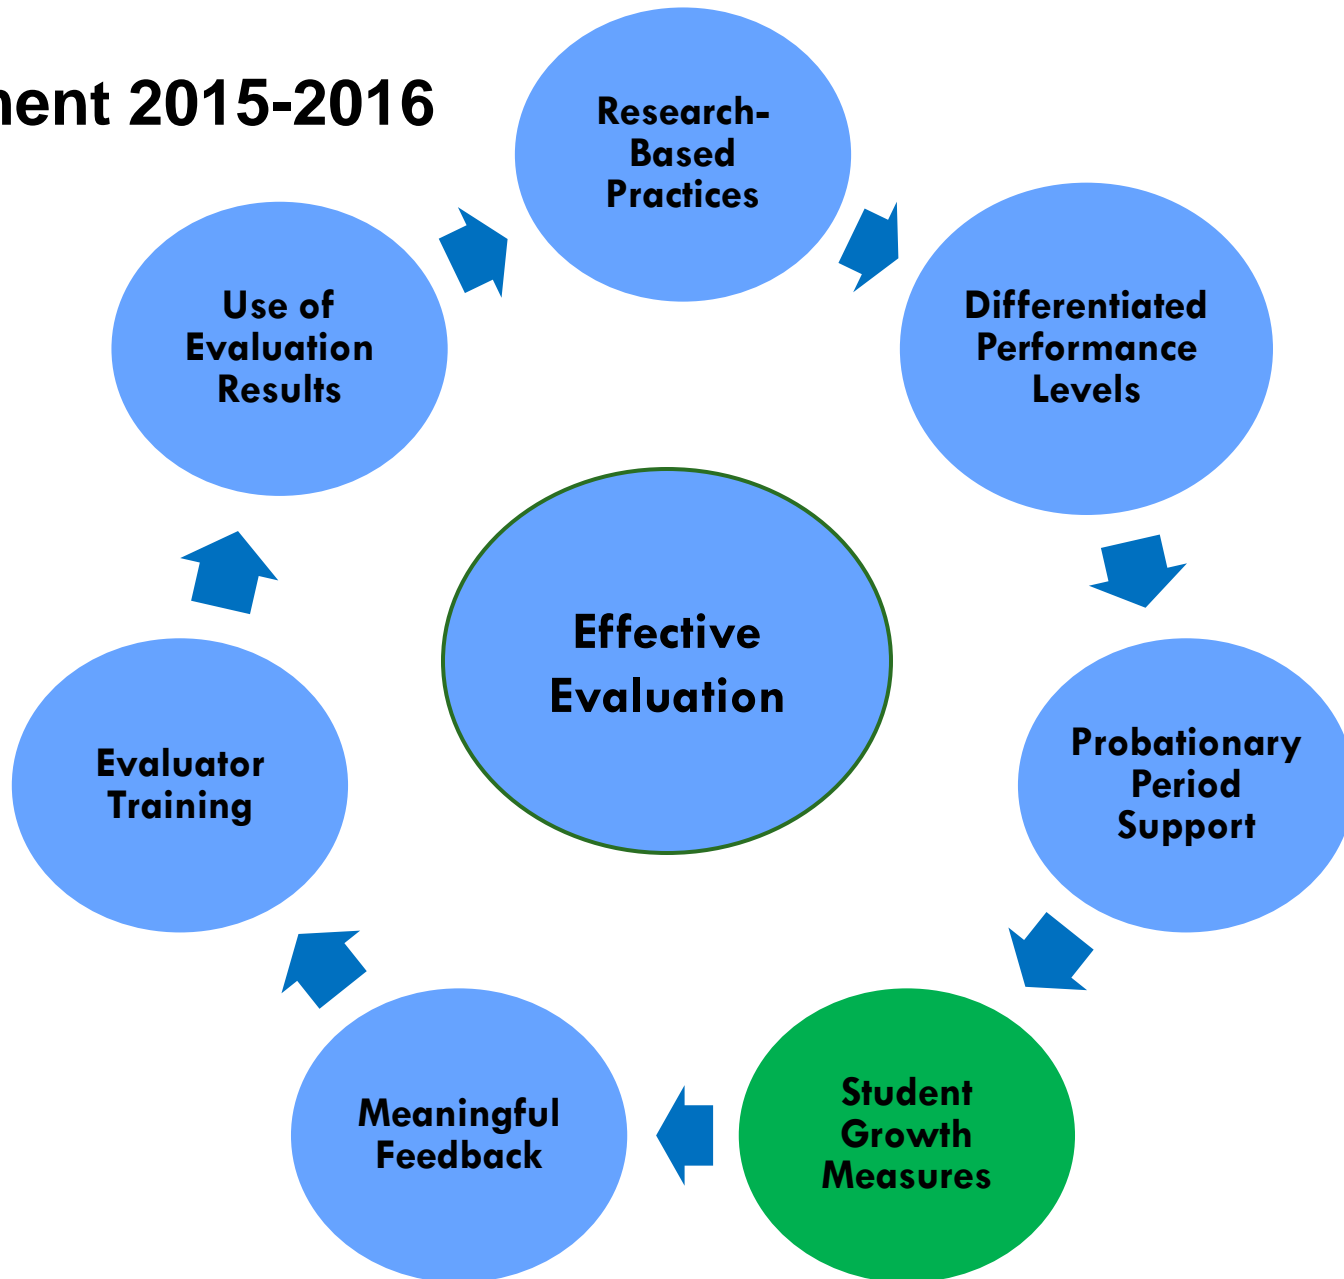 ment 2015-2016
Research-
Based
Practices
Differentiated
Performance
Levels
Probationary
Period
Support
Student
Growth
Measures
Meaningful
Feedback
Evaluator
Training
Use of
Evaluation
Results
Effective
Evaluation